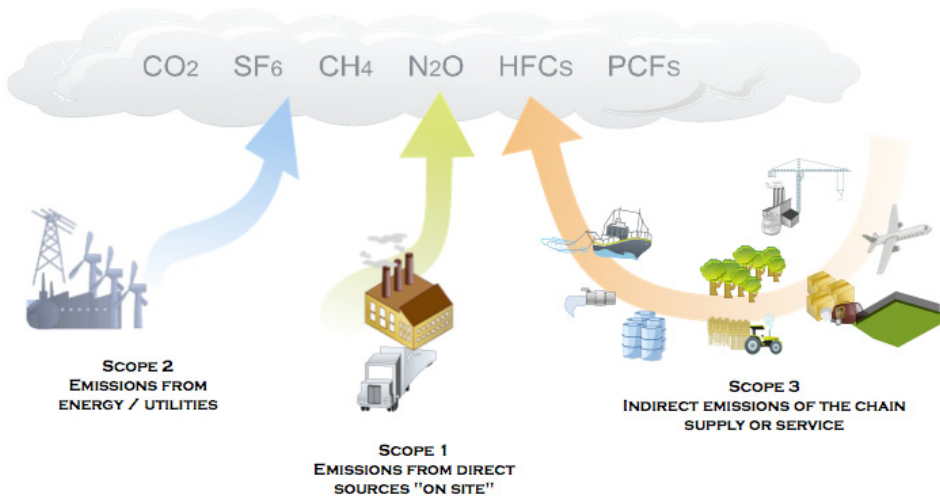 CO2 SF6 CH4 N2O HFCs PCFs
SCOPE 2
EMISSIONS FROM
ENERGY / UTILITIES
SCOPE 1
EMISSIONS FROM DIRECT
SOURCES "ON SITE"
SCOPE 3
INDIRECT EMISSIONS OF THE CHAIN
SUPPLY OR SERVICE